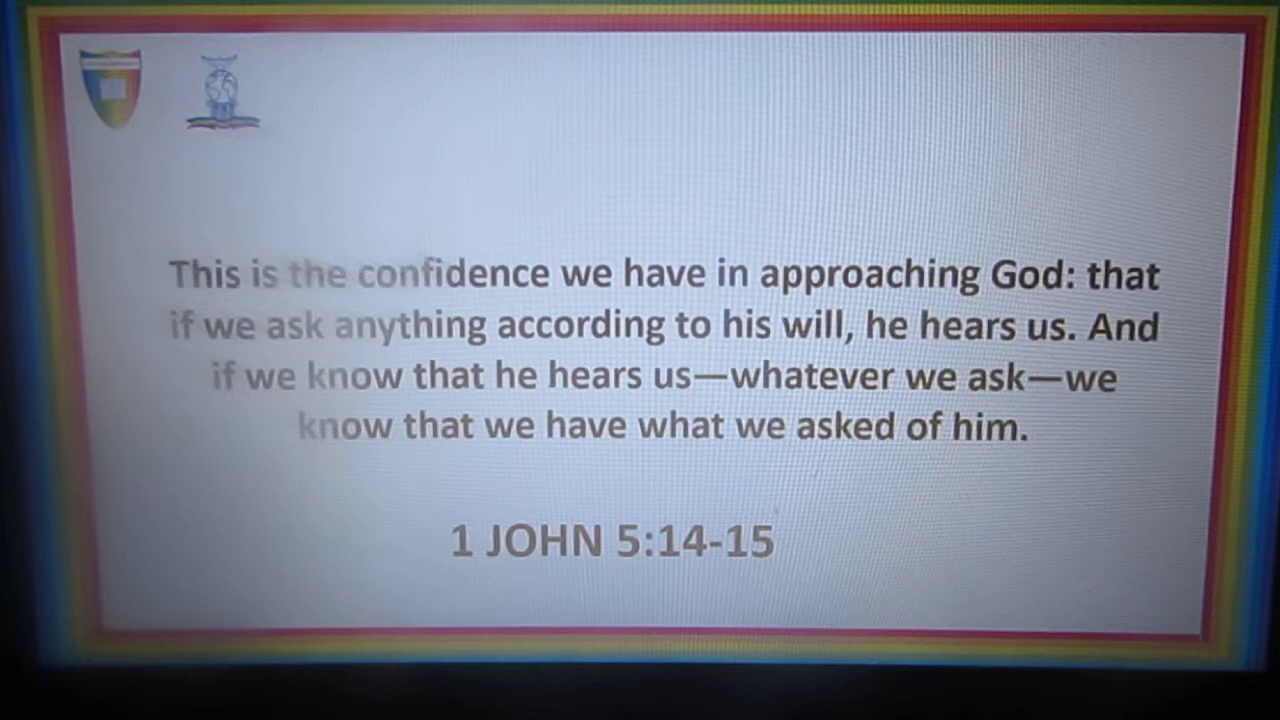 This is the confidence we have in approaching God: that
if we ask anything according to his will, he hears us. And
if we know that he hears us—whatever we ask—we
know that we have what we asked of him.
1 JOHN 5:14-15